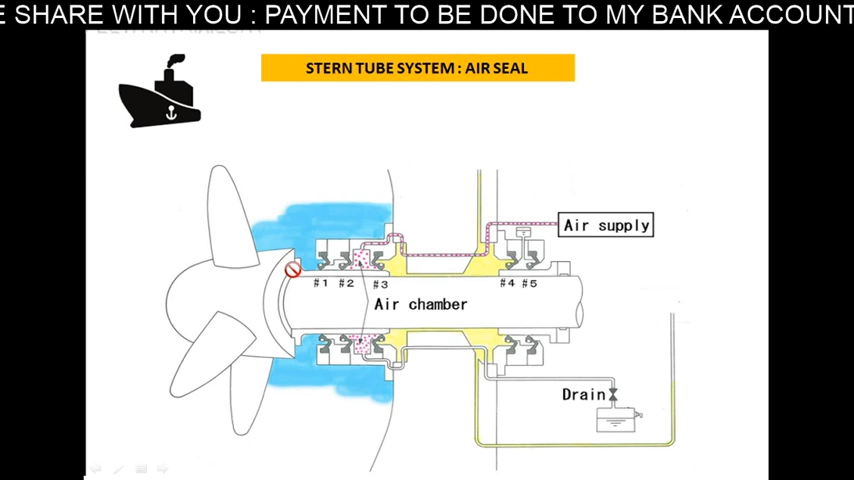 E SHARE WITH YOU : PAYMENT TO BE DONE TO MY BANK ACCOUNT
STERN TUBE SYSTEM : AIR SEAL
Air supply
#1 #2 #3 #4 #5
Air chamber
Drain